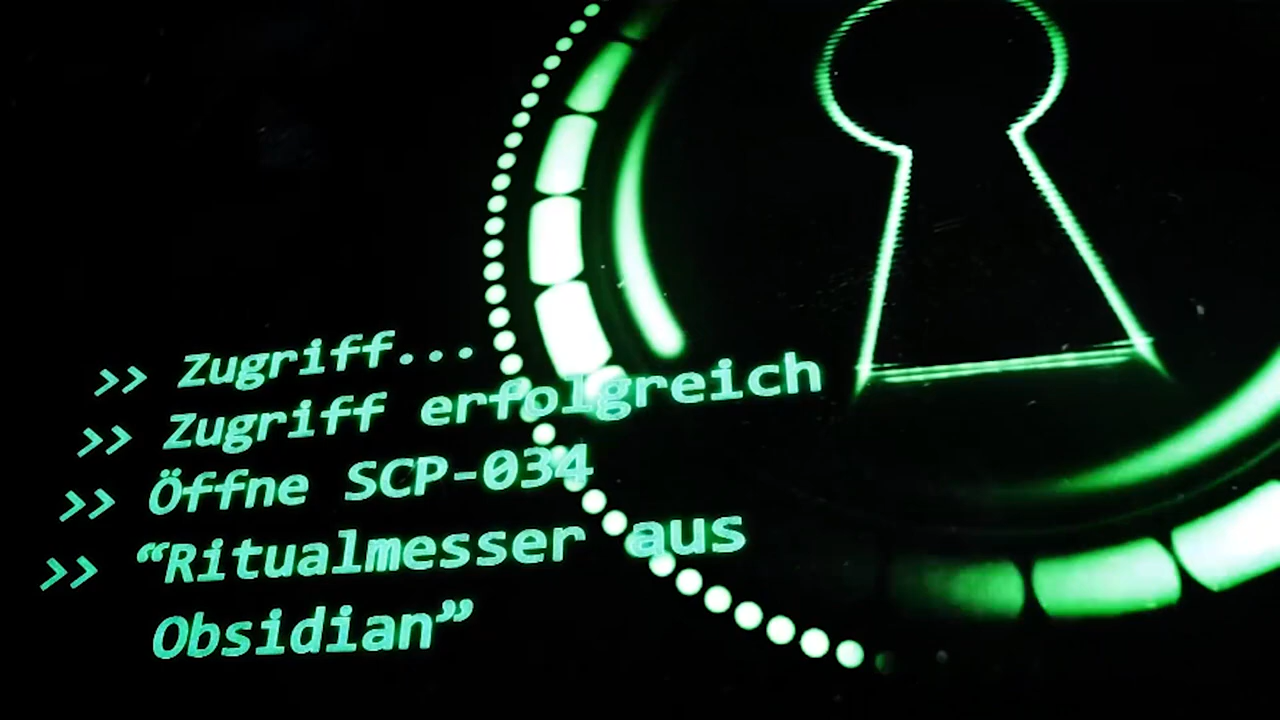 >> Zugriff...
>> Zugriff erfolgreich
>> Öffne SCP-034
>> “Ritualmesser aus
Obsidian”